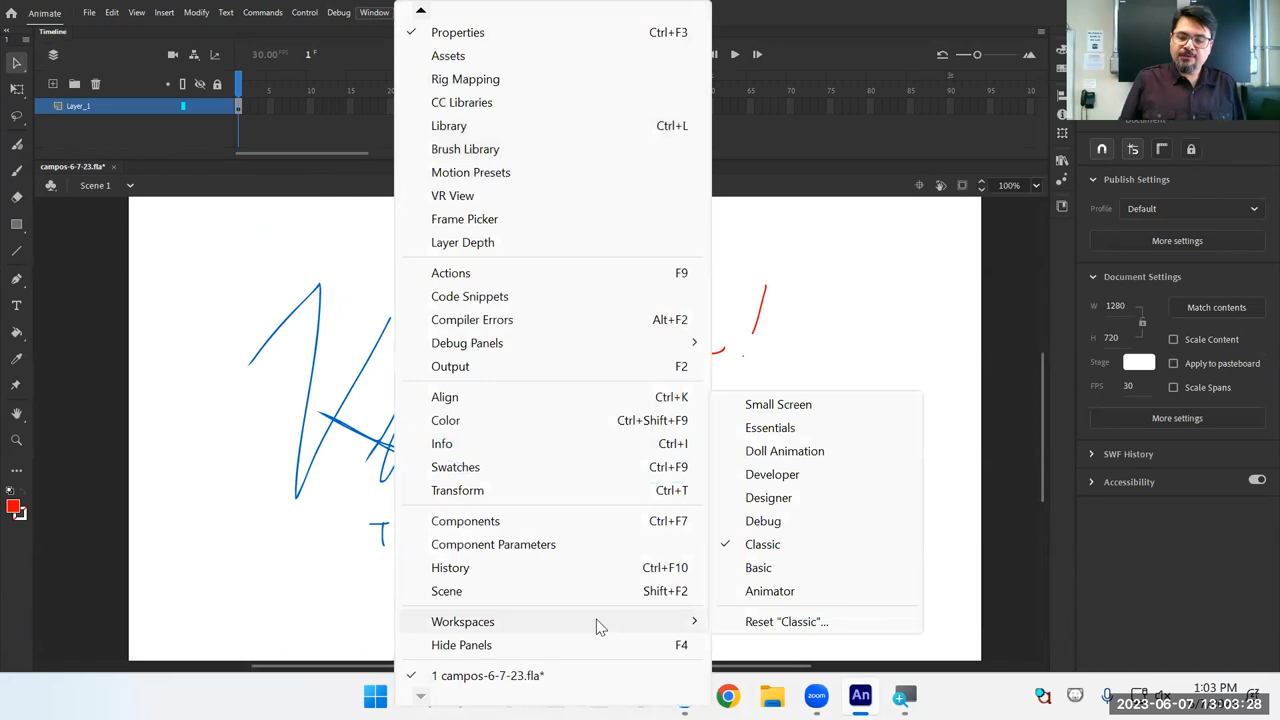 Animate File Edit View Insert Modify Text Commands Control Debug Window
Timeline
30.00 FPS 1 F
5 10 15 20 65 70 75 80 85 90 95 10
3s
Layer_1
campos-6-7-23.fla*
Scene 1
100%
Properties Ctrl+F3
Assets
Rig Mapping
CC Libraries
Library Ctrl+L
Brush Library
Motion Presets
VR View
Frame Picker
Layer Depth
Actions F9
Code Snippets
Compiler Errors Alt+F2
Debug Panels
Output F2
Align Ctrl+K
Color Ctrl+Shift+F9
Info Ctrl+I
Swatches Ctrl+F9
Transform Ctrl+T
Components Ctrl+F7
Component Parameters
History Ctrl+F10
Scene Shift+F2
Workspaces
Hide Panels F4
1 campos-6-7-23.fla*
Small Screen
Essentials
Doll Animation
Developer
Designer
Debug
Classic
Basic
Animator
Reset "Classic"...
Document
Publish Settings
Profile Default
More settings
Document Settings
W 1280 Match contents
H 720 Scale Content
Stage Apply to pasteboard
FPS 30 Scale Spans
More settings
SWF History
Accessibility
T
An
1:03 PM
2023-06-07 13:03:28